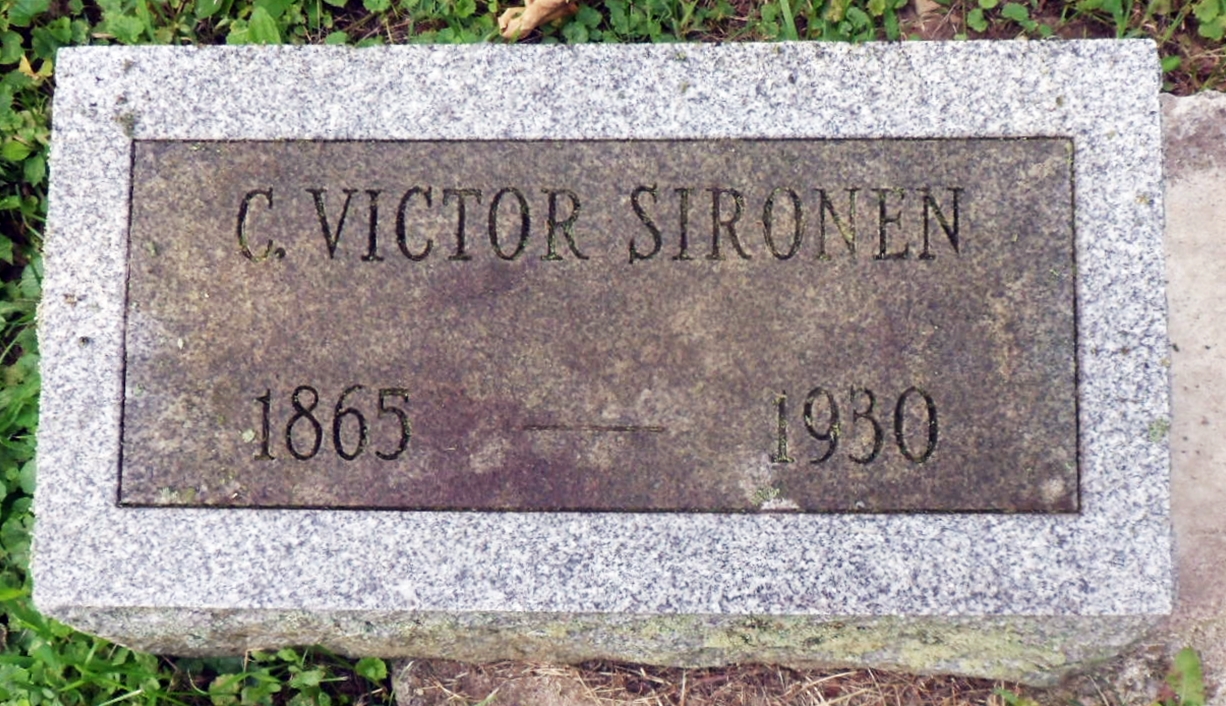 C. VICTOR SIRONEN
1865 — 1930